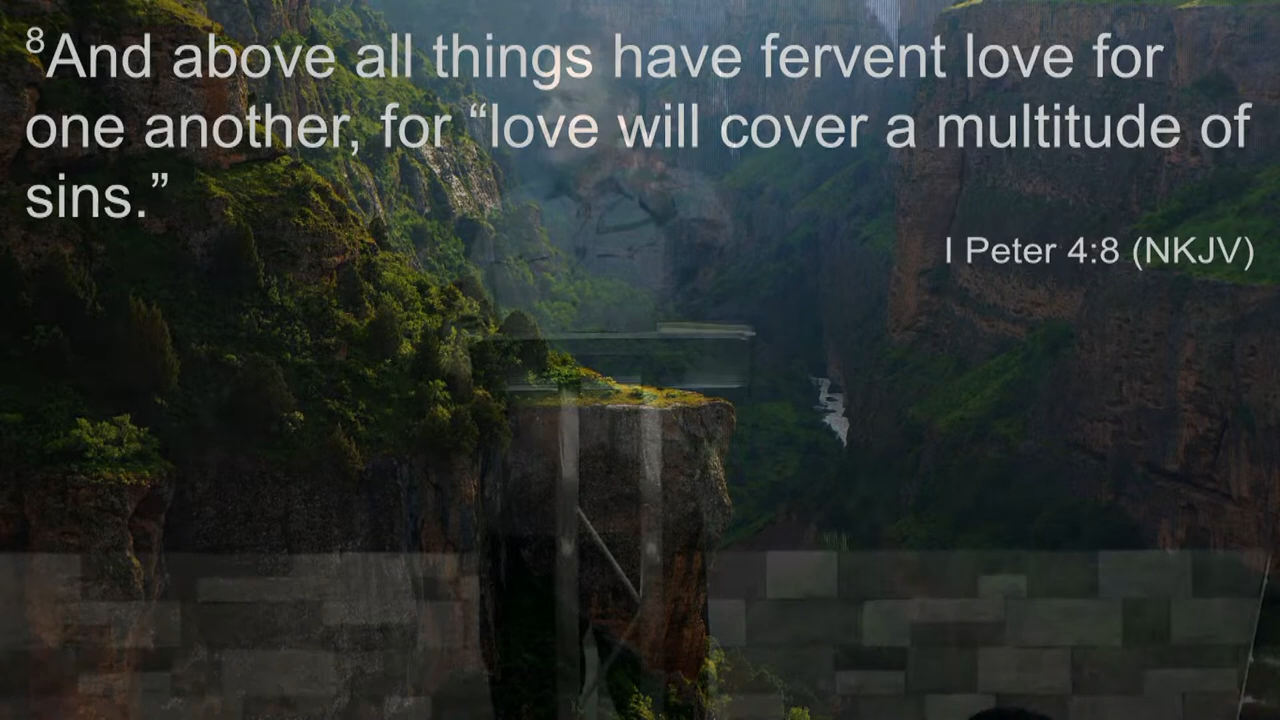 ⁸And above all things have fervent love for
one another, for “love will cover a multitude of
sins.”
I Peter 4:8 (NKJV)